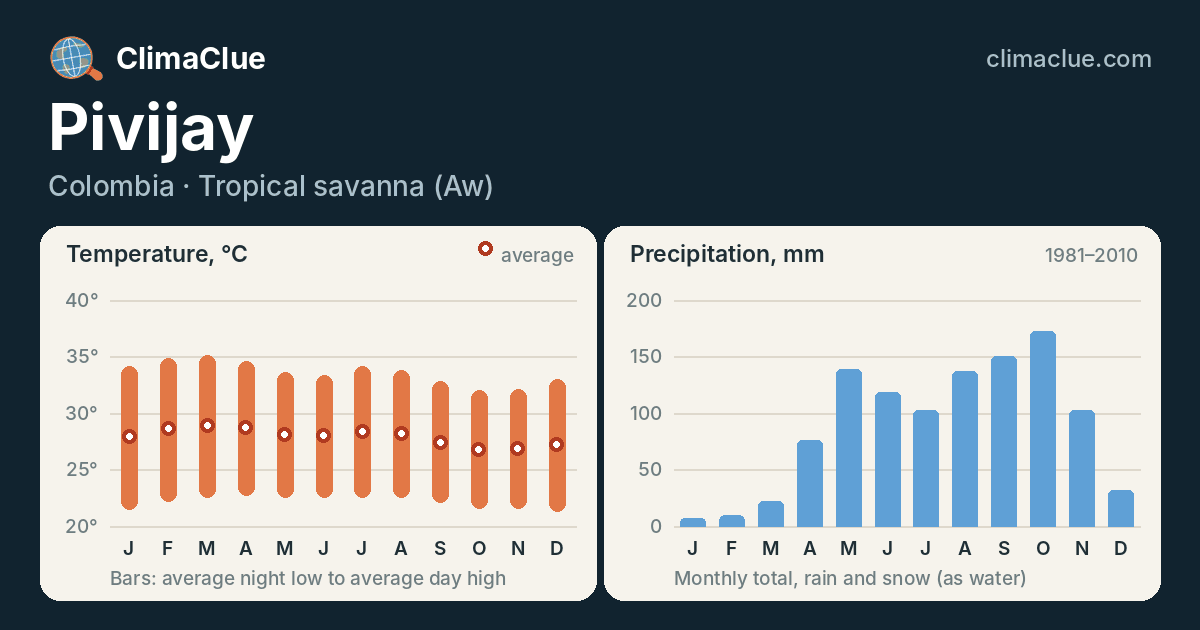 ClimaClue
climaclue.com
Pivijay
Colombia · Tropical savanna (Aw)
Temperature, °C
average
40°
35°
30°
25°
20°
J F M A M J J A S O N D
Bars: average night low to average day high
Precipitation, mm
1981–2010
200
150
100
50
0
J F M A M J J A S O N D
Monthly total, rain and snow (as water)